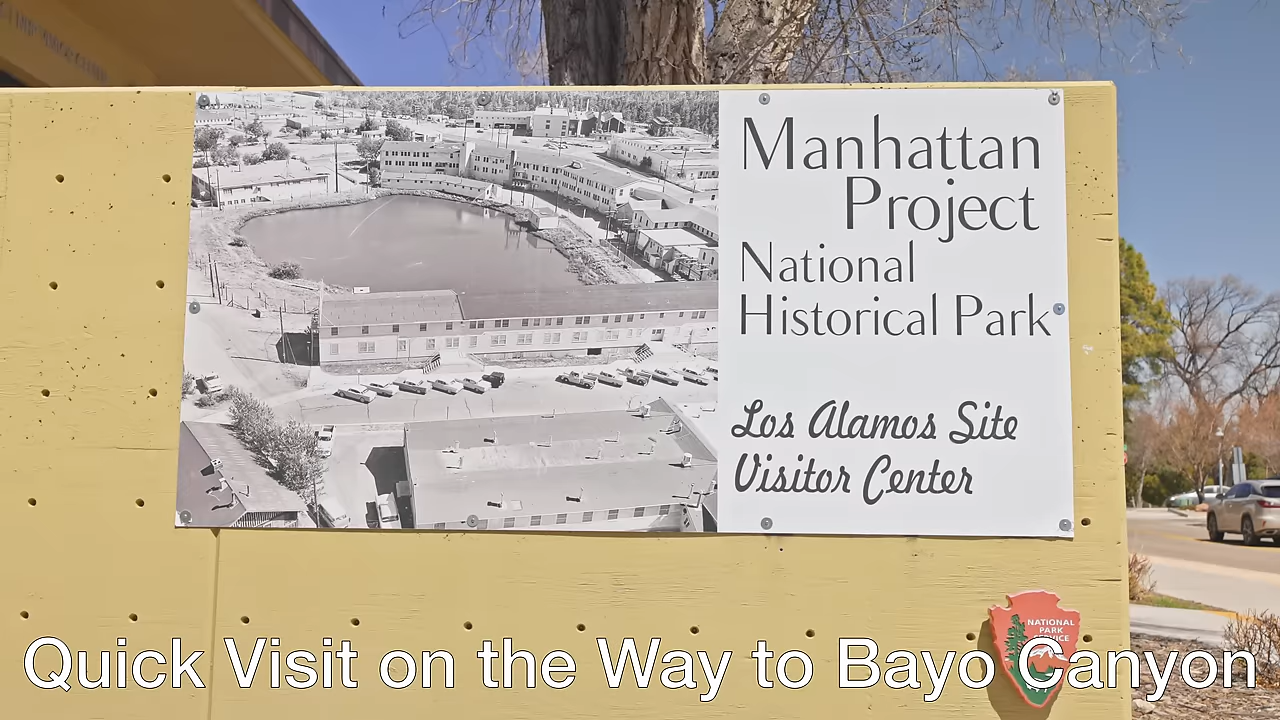 Manhattan
Project
National
Historical Park
Los Alamos Site
Visitor Center
NATIONAL
PARK
SERVICE
Quick Visit on the Way to Bayo Canyon